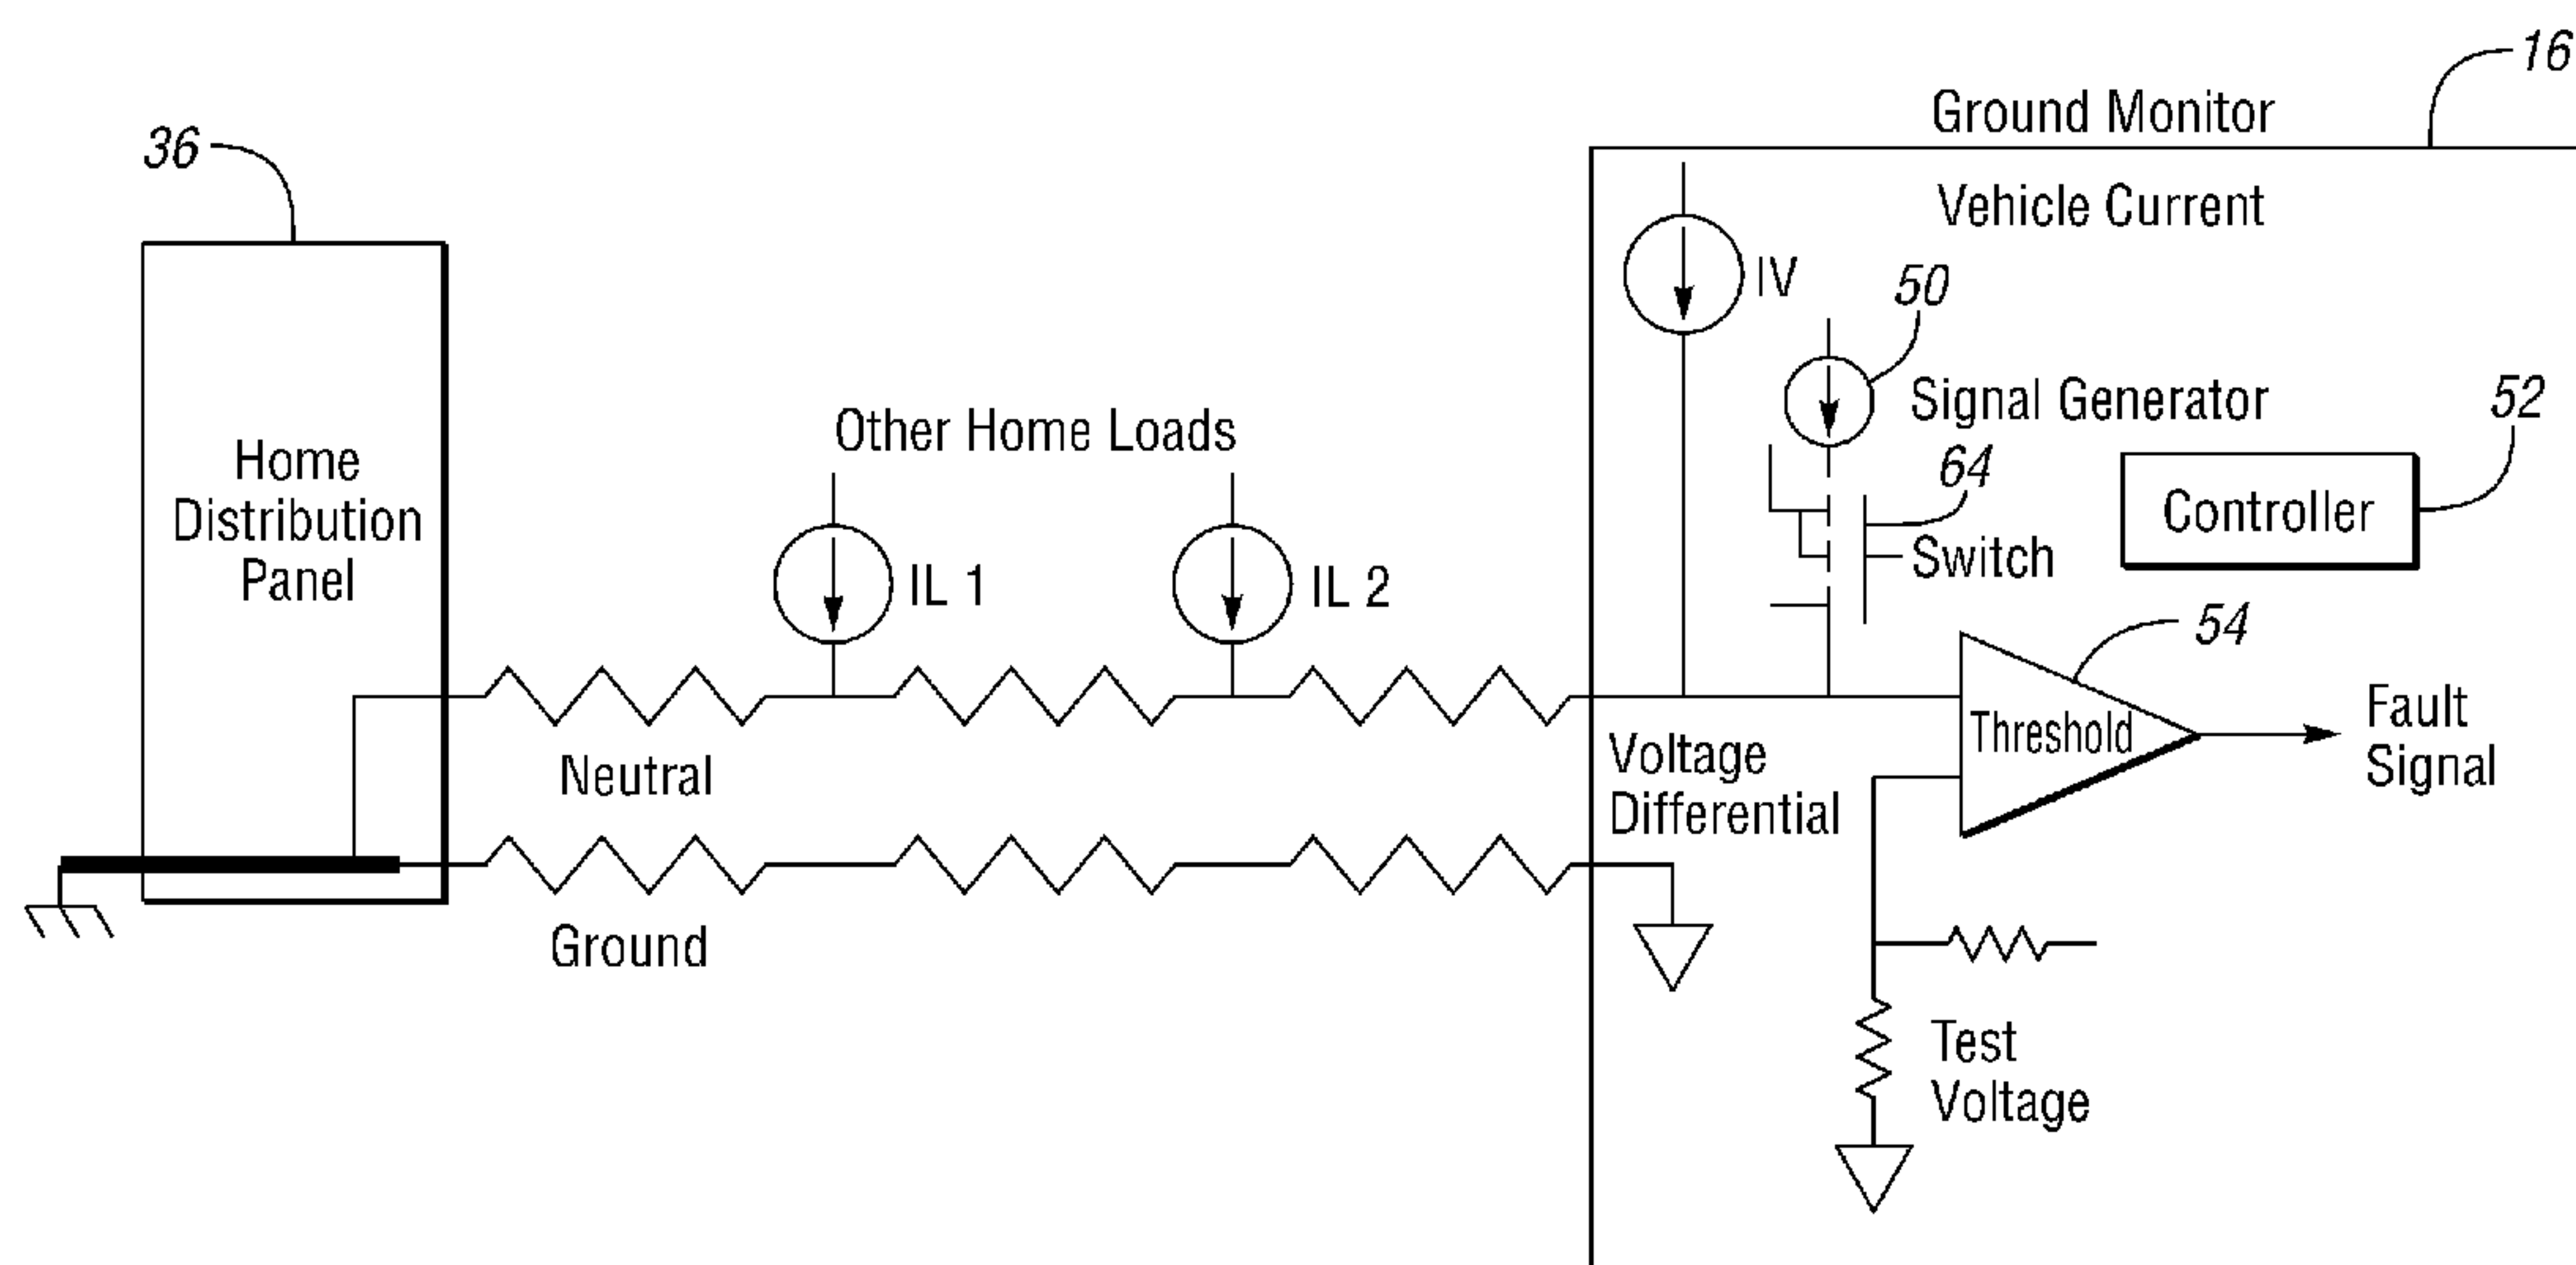 16
Ground Monitor
36
Vehicle Current
IV
50
Signal Generator
52
Other Home Loads
64
Home
Distribution
Panel
Controller
Switch
IL 1
IL 2
54
Threshold
Fault
Signal
Neutral
Voltage
Differential
Ground
Test
Voltage